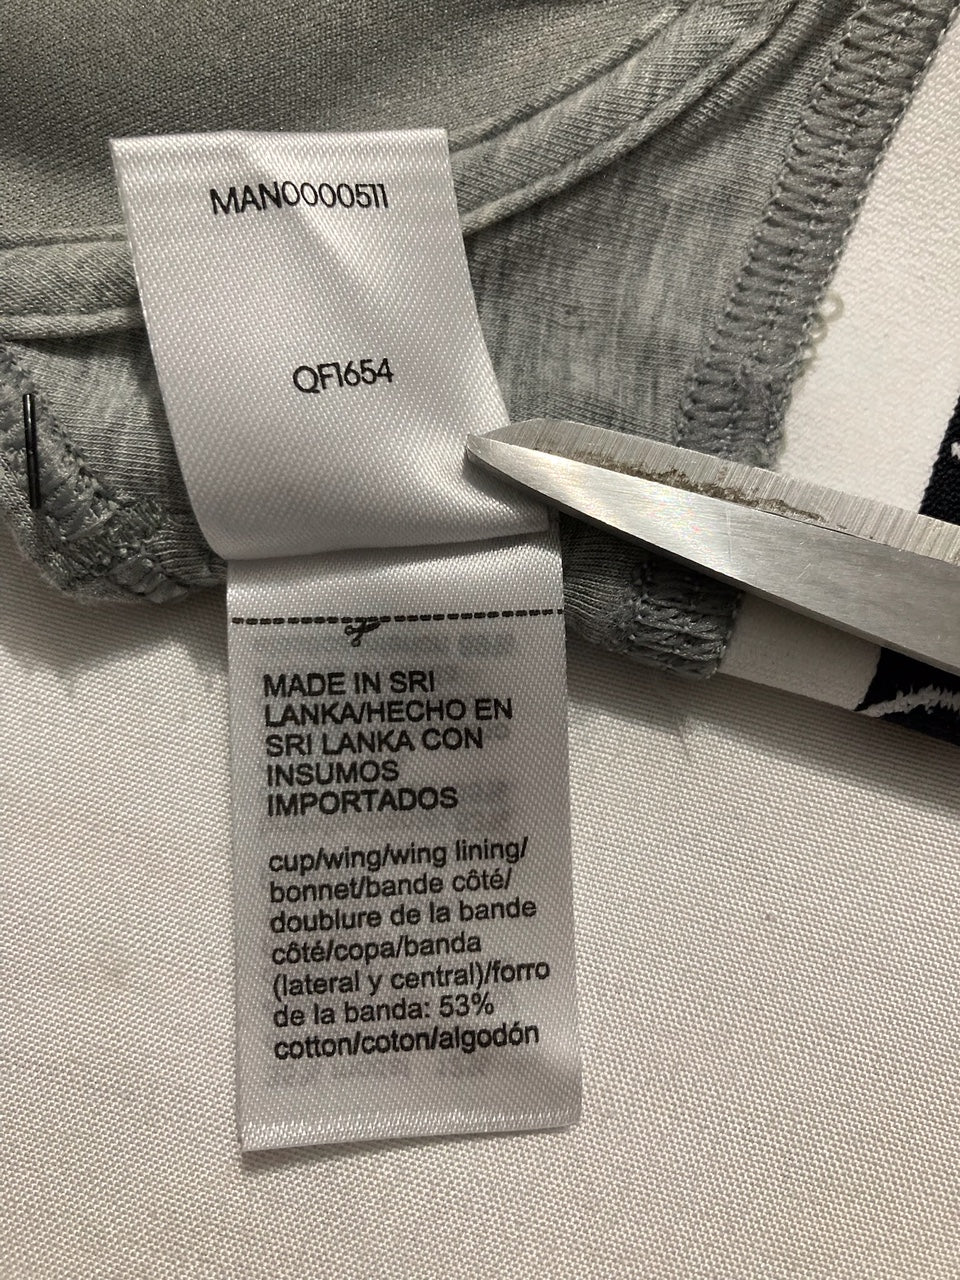 MAN0000511
QF1654
MADE IN SRI
LANKA/HECHO EN
SRI LANKA CON
INSUMOS
IMPORTADOS
cup/wing/wing lining/
bonnet/bande côté/
doublure de la bande
côté/copa/banda
(lateral y central)/forro
de la banda: 53%
cotton/coton/algodón